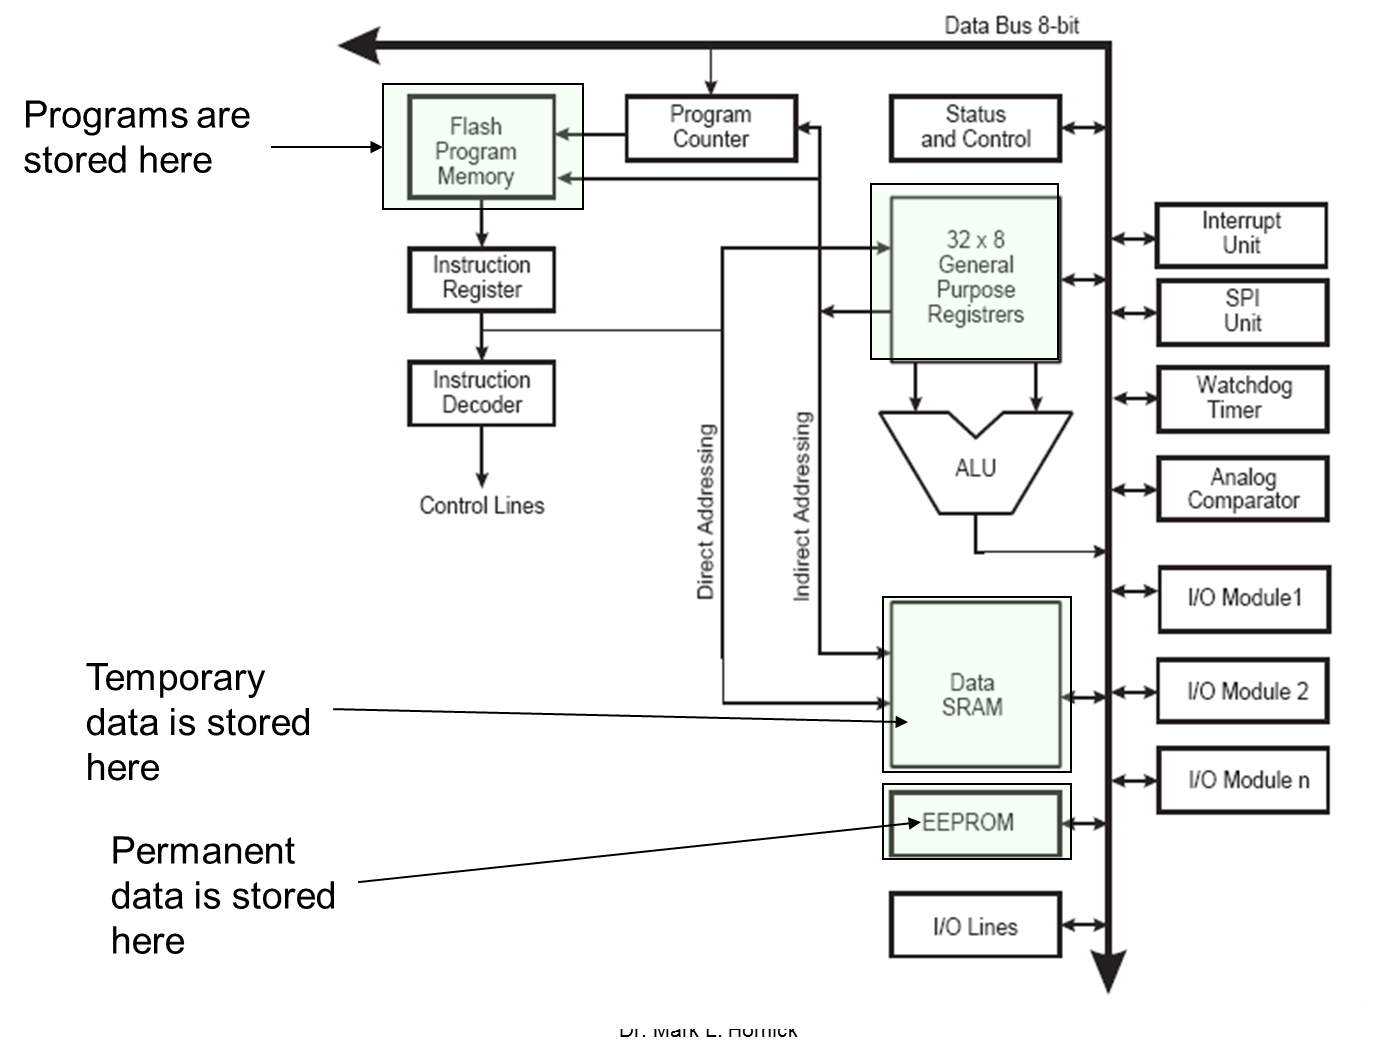 Data Bus 8-bit
Programs are
stored here
Flash
Program
Memory
Program
Counter
Status
and Control
Instruction
Register
32 x 8
General
Purpose
Registrers
Interrupt
Unit
SPI
Unit
Instruction
Decoder
Watchdog
Timer
ALU
Analog
Comparator
Control Lines
Direct Addressing
Indirect Addressing
I/O Module1
Temporary
data is stored
here
Data
SRAM
I/O Module 2
I/O Module n
EEPROM
Permanent
data is stored
here
I/O Lines
Dr. Mark L. Hornick